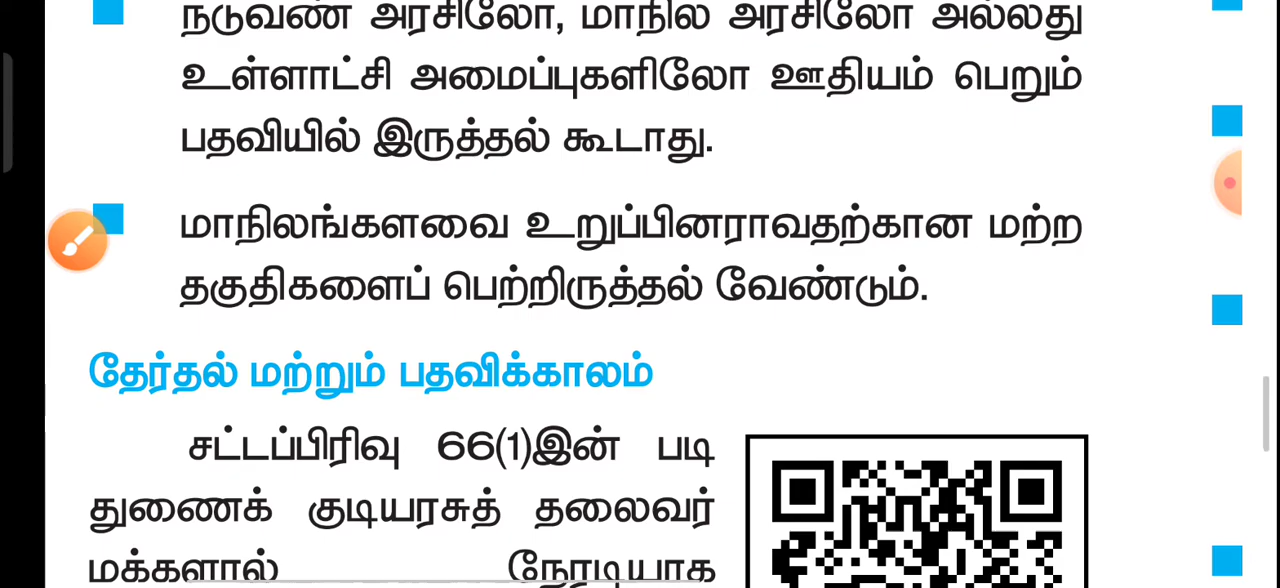 நடுவண் அரசிலோ, மாநில அரசிலோ அல்லது
உள்ளாட்சி அமைப்புகளிலோ ஊதியம் பெறும்
பதவியில் இருத்தல் கூடாது.
மாநிலங்களவை உறுப்பினராவதற்கான மற்ற
தகுதிகளைப் பெற்றிருத்தல் வேண்டும்.
தேர்தல் மற்றும் பதவிக்காலம்
சட்டப்பிரிவு 66(1)இன் படி
துணைக் குடியரசுத் தலைவர்
மக்களால் நேரடியாக